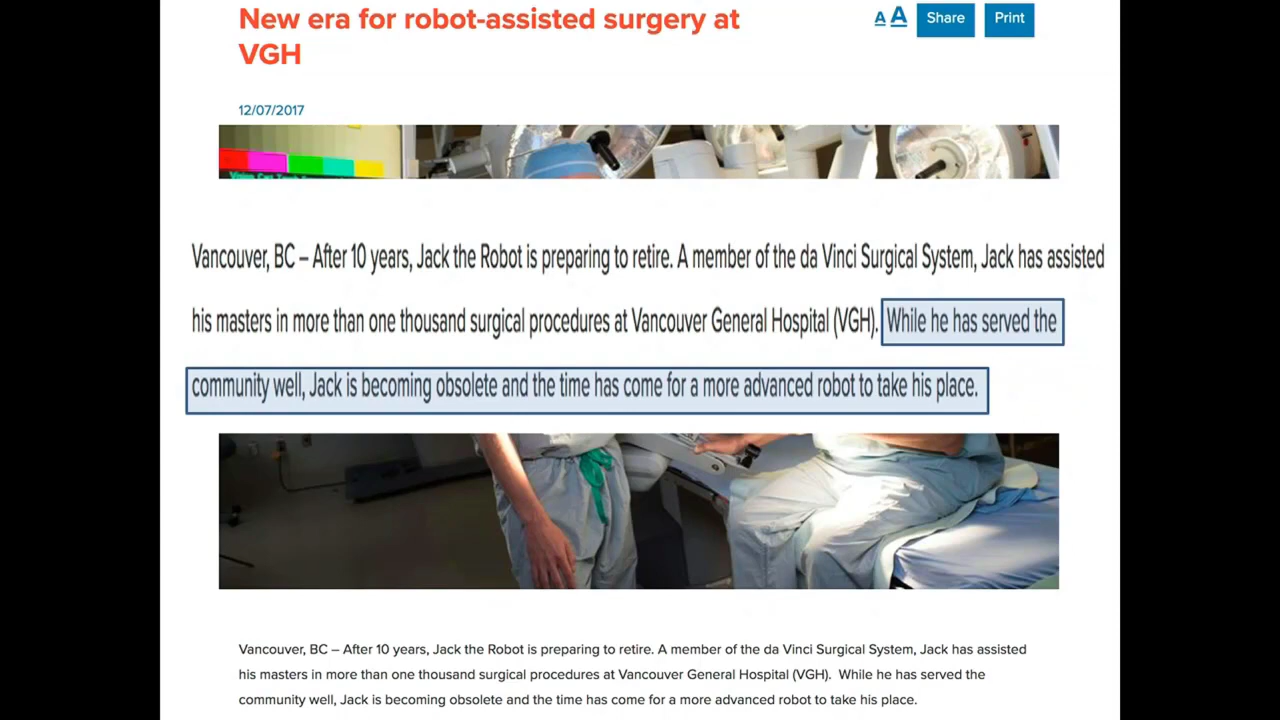 New era for robot-assisted surgery at
VGH
A A Share Print
12/07/2017
Vancouver, BC – After 10 years, Jack the Robot is preparing to retire. A member of the da Vinci Surgical System, Jack has assisted
his masters in more than one thousand surgical procedures at Vancouver General Hospital (VGH). While he has served the
community well, Jack is becoming obsolete and the time has come for a more advanced robot to take his place.
Vancouver, BC – After 10 years, Jack the Robot is preparing to retire. A member of the da Vinci Surgical System, Jack has assisted
his masters in more than one thousand surgical procedures at Vancouver General Hospital (VGH).  While he has served the
community well, Jack is becoming obsolete and the time has come for a more advanced robot to take his place.